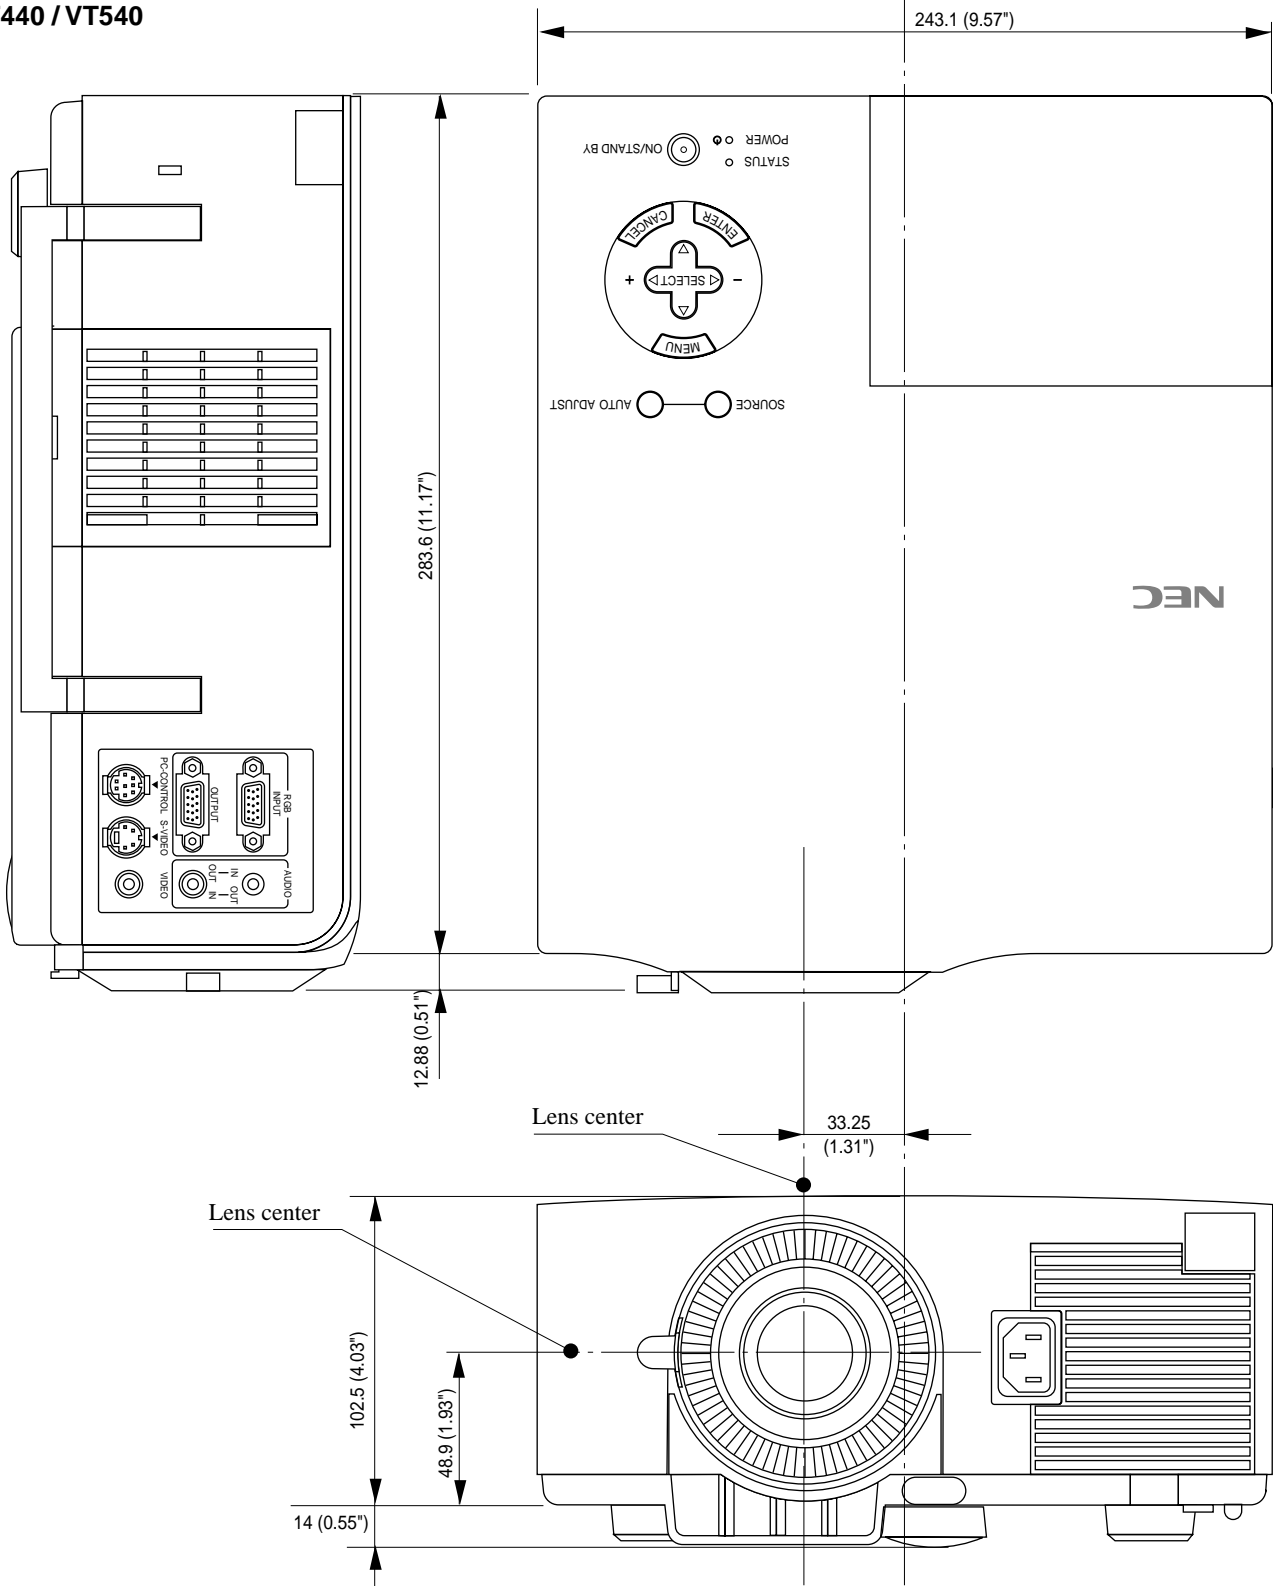 440 / VT540
243.1 (9.57")
ON/STAND BY
POWER
STATUS
CANCEL
ENTER
+
SELECT
−
MENU
AUTO ADJUST
SOURCE
283.6 (11.17")
NEC
PC-CONTROL
S-VIDEO
VIDEO
OUTPUT
RGB
INPUT
AUDIO
IN
OUT
OUT
IN
12.88 (0.51")
Lens center
33.25
(1.31")
Lens center
102.5 (4.03")
48.9 (1.93")
14 (0.55")